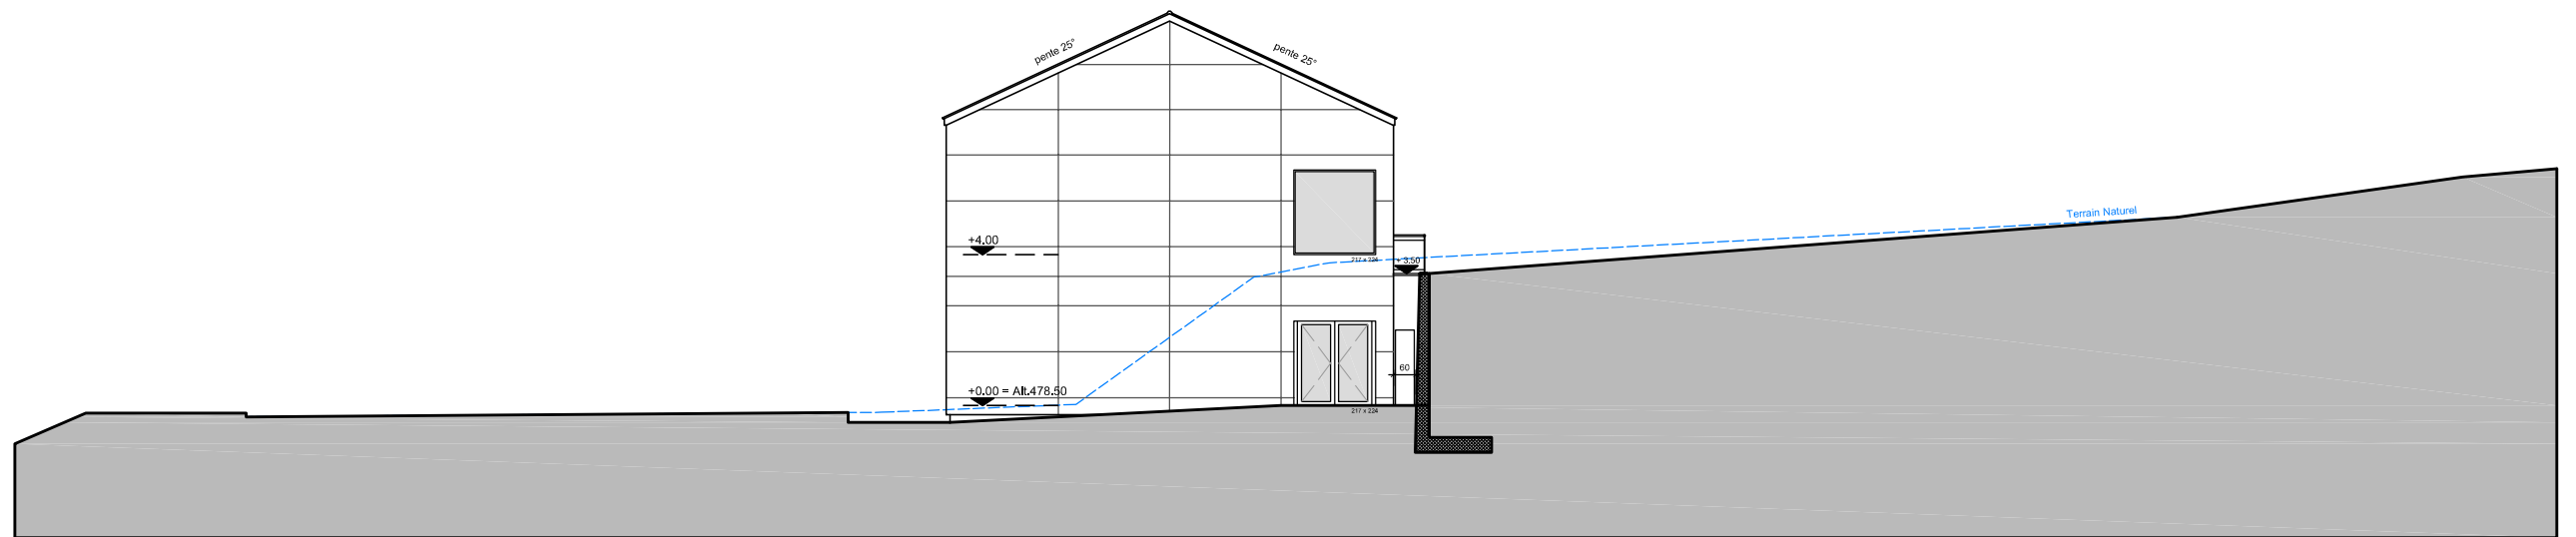 pente 25°
pente 25°
Terrain Naturel
+4.00
217 x 224
+ 3,50
60
+0.00 = Alt.478.50
217 x 224